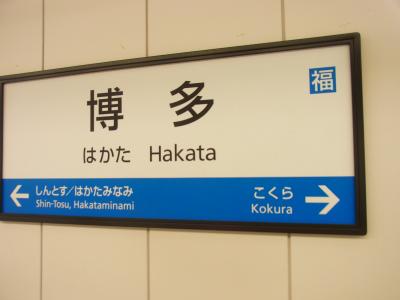 福
博多
はかた Hakata
しんとす/はかたみなみ
Shin-Tosu, Hakataminami
こくら
Kokura